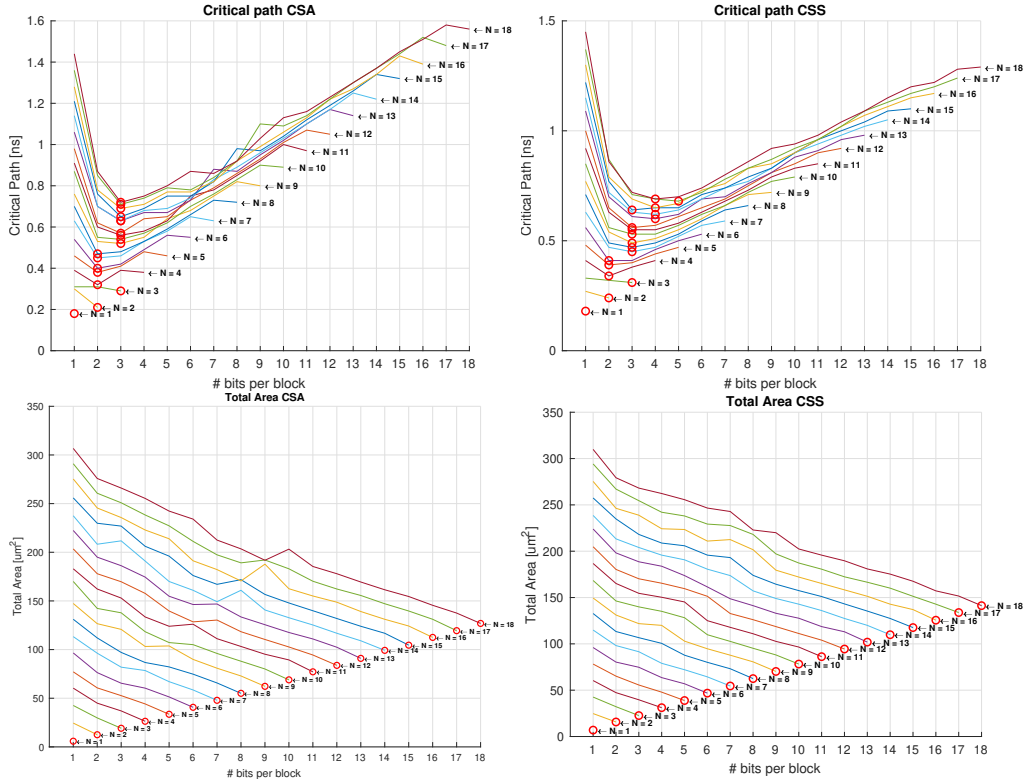 Critical path CSA
Critical Path [ns]
1.6
1.4
1.2
1
0.8
0.6
0.4
0.2
0
← N = 18
← N = 17
← N = 16
← N = 15
← N = 14
← N = 13
← N = 12
← N = 11
← N = 10
← N = 9
← N = 8
← N = 7
← N = 6
← N = 5
← N = 4
← N = 3
← N = 2
← N = 1
1 2 3 4 5 6 7 8 9 10 11 12 13 14 15 16 17 18
# bits per block
Critical path CSS
Critical Path [ns]
1.5
1
0.5
0
← N = 18
← N = 17
← N = 16
← N = 15
← N = 14
← N = 13
← N = 12
← N = 11
← N = 10
← N = 9
← N = 8
← N = 7
← N = 6
← N = 5
← N = 4
← N = 3
← N = 2
← N = 1
1 2 3 4 5 6 7 8 9 10 11 12 13 14 15 16 17 18
# bits per block
Total Area CSA
Total Area [um²]
350
300
250
200
150
100
50
0
← N = 18
← N = 17
← N = 16
← N = 15
← N = 14
← N = 13
← N = 12
← N = 11
← N = 10
← N = 9
← N = 8
← N = 7
← N = 6
← N = 5
← N = 4
← N = 3
← N = 2
← N = 1
1 2 3 4 5 6 7 8 9 10 11 12 13 14 15 16 17 18
# bits per block
Total Area CSS
Total Area [um²]
350
300
250
200
150
100
50
0
← N = 18
← N = 17
← N = 16
← N = 15
← N = 14
← N = 13
← N = 12
← N = 11
← N = 10
← N = 9
← N = 8
← N = 7
← N = 6
← N = 5
← N = 4
← N = 3
← N = 2
← N = 1
1 2 3 4 5 6 7 8 9 10 11 12 13 14 15 16 17 18
# bits per block